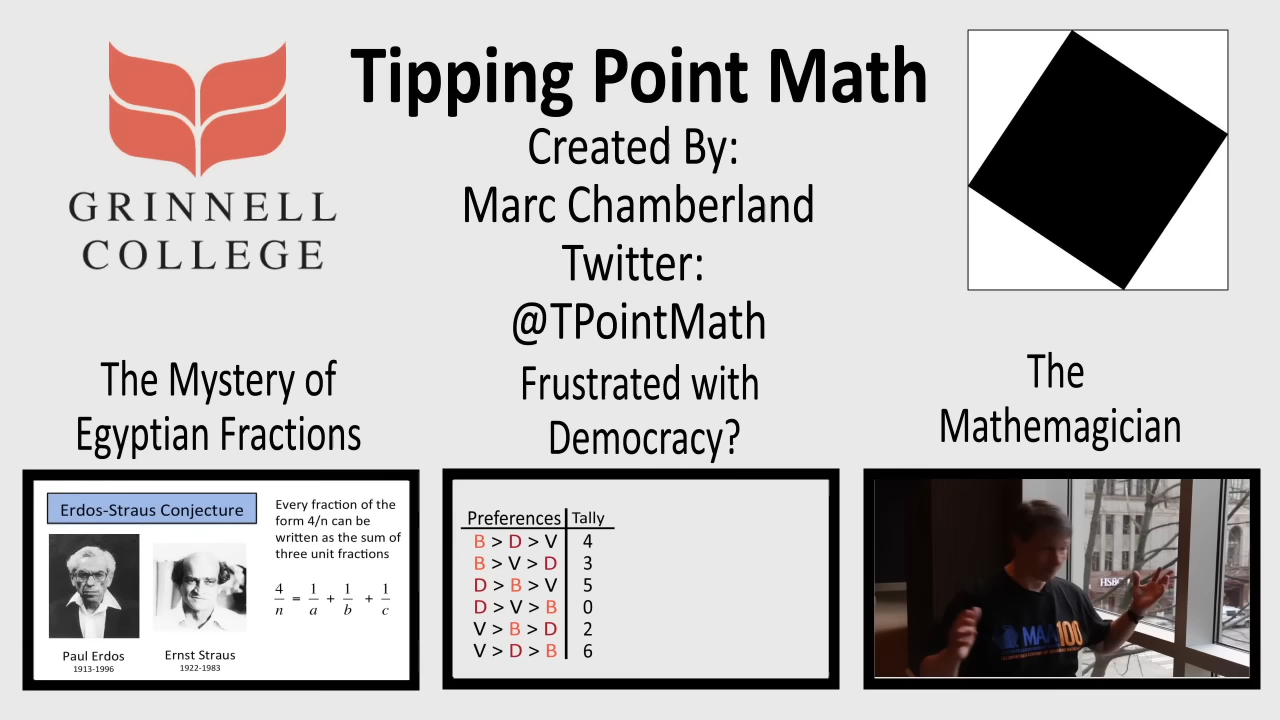 GRINNELL
COLLEGE
Tipping Point Math
Created By:
Marc Chamberland
Twitter:
@TPointMath
The Mystery of
Egyptian Fractions
Erdos-Straus Conjecture
Paul Erdos
1913-1996
Ernst Straus
1922-1983
Every fraction of the
form 4/n can be
written as the sum of
three unit fractions
4/n = 1/a + 1/b + 1/c
Frustrated with
Democracy?
Preferences Tally
B > D > V 4
B > V > D 3
D > B > V 5
D > V > B 0
V > B > D 2
V > D > B 6
The
Mathemagician
HSBC
MAA100